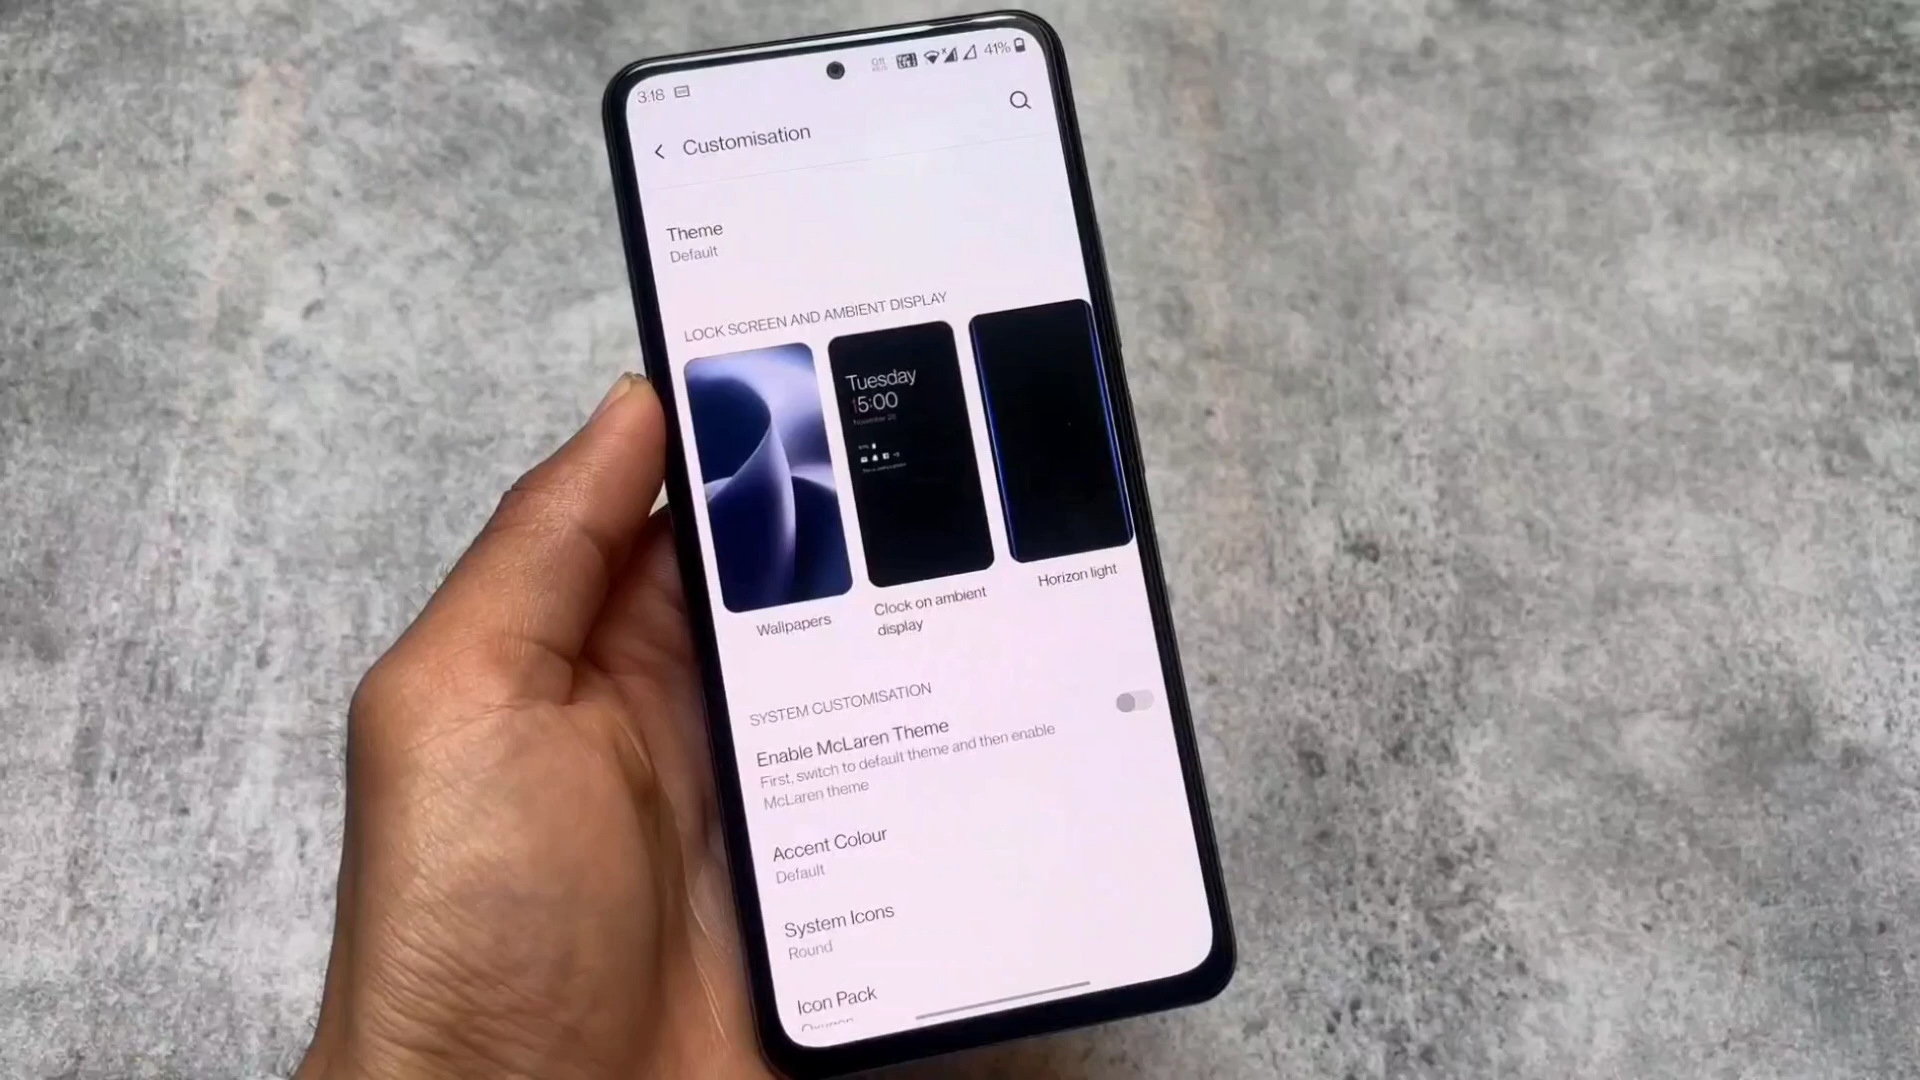 3:18
41%
Customisation
Theme
Default
LOCK SCREEN AND AMBIENT DISPLAY
Tuesday
15:00
Wallpapers
Clock on ambient
display
Horizon light
SYSTEM CUSTOMISATION
Enable McLaren Theme
First, switch to default theme and then enable
McLaren theme
Accent Colour
Default
System Icons
Round
Icon Pack
Oxygen